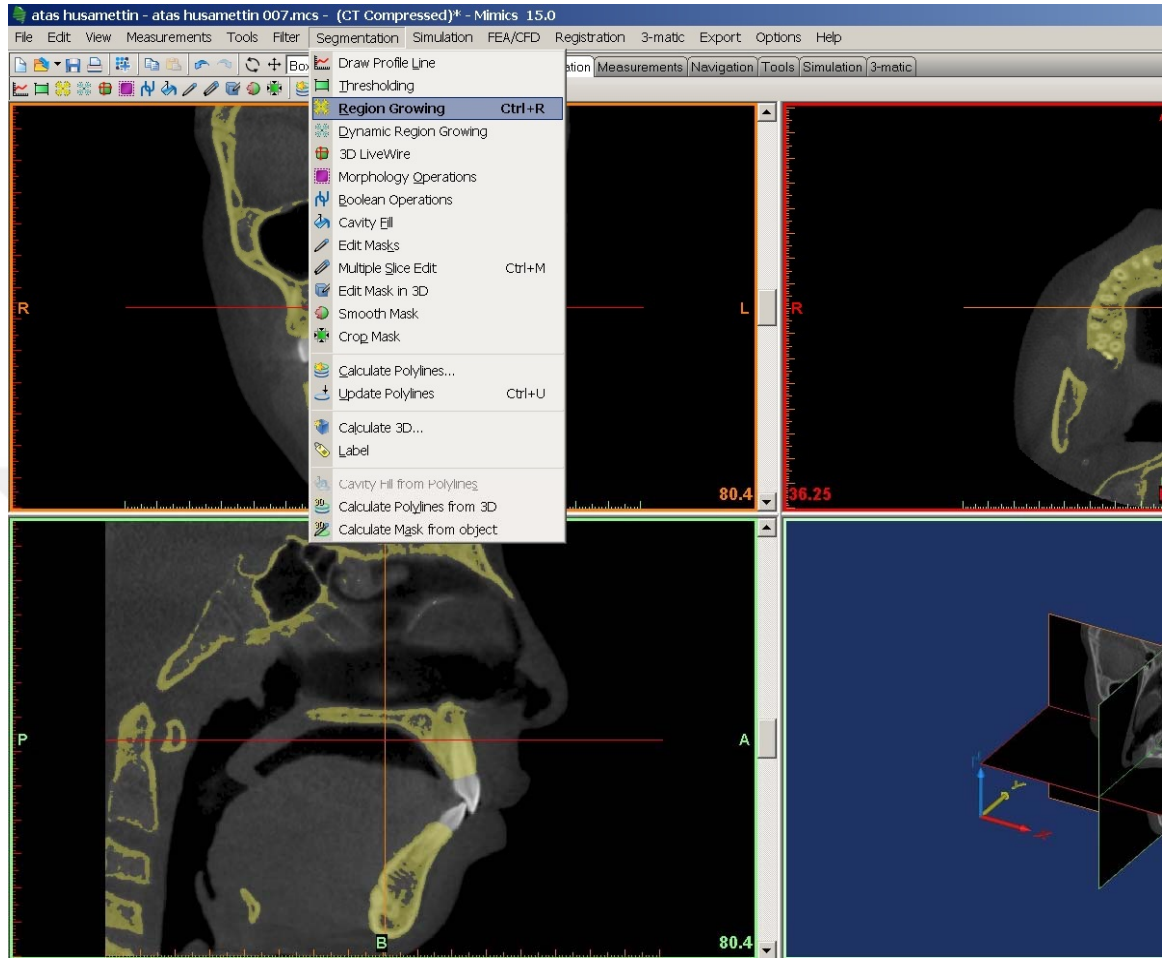 atas husamettin - atas husamettin 007.mcs - (CT Compressed)* - Mimics 15.0
File Edit View Measurements Tools Filter Segmentation Simulation FEA/CFD Registration 3-matic Export Options Help
Measurements Navigation Tools Simulation 3-matic
Draw Profile Line
Thresholding
Region Growing Ctrl+R
Dynamic Region Growing
3D LiveWire
Morphology Operations
Boolean Operations
Cavity Fill
Edit Masks
Multiple Slice Edit Ctrl+M
Edit Mask in 3D
Smooth Mask
Crop Mask
Calculate Polylines...
Update Polylines Ctrl+U
Calculate 3D...
Label
Cavity Fill from Polylines
Calculate Polylines from 3D
Calculate Mask from object
R L R
80.4 36.25
P A
B
80.4
X
Y